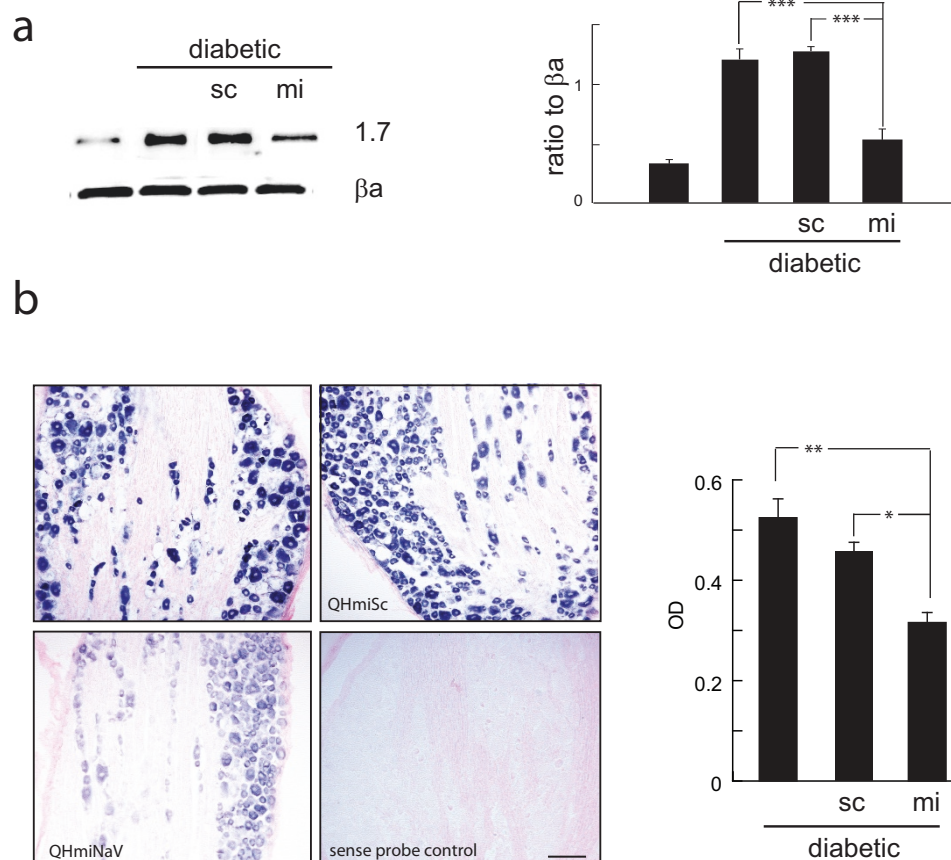 a
diabetic
sc mi
1.7
βa
ratio to βa
1
0
***
***
sc mi
diabetic
b
QHmiSc
QHmiNaV
sense probe control
OD
0.6
0.4
0.2
0
**
*
sc mi
diabetic